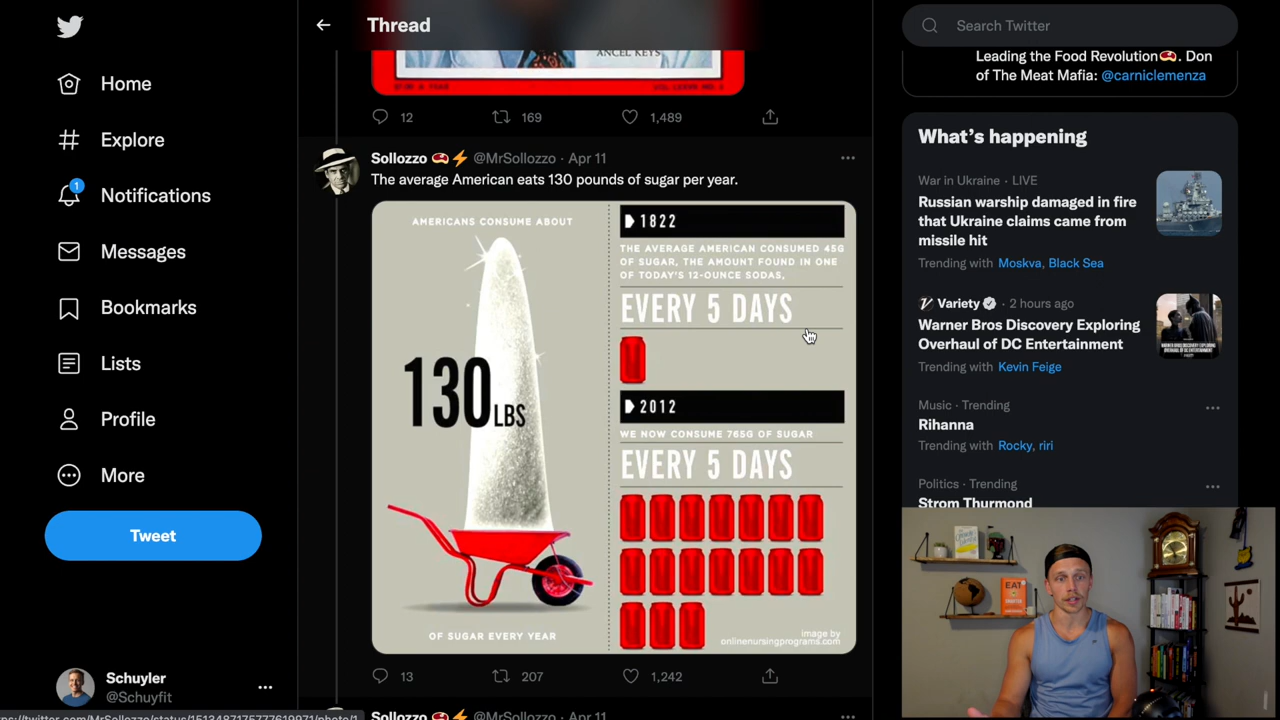 Home
Explore
1
Notifications
Messages
Bookmarks
Lists
Profile
More
Tweet
Schuyler
@Schuyfit
Thread
ANCEL KEYS
12
169
1,489
Sollozzo @MrSollozzo · Apr 11
The average American eats 130 pounds of sugar per year.
AMERICANS CONSUME ABOUT
130LBS
OF SUGAR EVERY YEAR
1822
THE AVERAGE AMERICAN CONSUMED 45G
OF SUGAR, THE AMOUNT FOUND IN ONE
OF TODAY'S 12-OUNCE SODAS,
EVERY 5 DAYS
2012
WE NOW CONSUME 765G OF SUGAR
EVERY 5 DAYS
image by
onlinenursingprograms.com
13
207
1,242
Sollozzo @MrSollozzo · Apr 11
Search Twitter
Leading the Food Revolution. Don
of The Meat Mafia: @carniclemenza
What's happening
War in Ukraine · LIVE
Russian warship damaged in fire
that Ukraine claims came from
missile hit
Trending with Moskva, Black Sea
Variety · 2 hours ago
Warner Bros Discovery Exploring
Overhaul of DC Entertainment
Trending with Kevin Feige
Music · Trending
Rihanna
Trending with Rocky, riri
Politics · Trending
Strom Thurmond
EAT